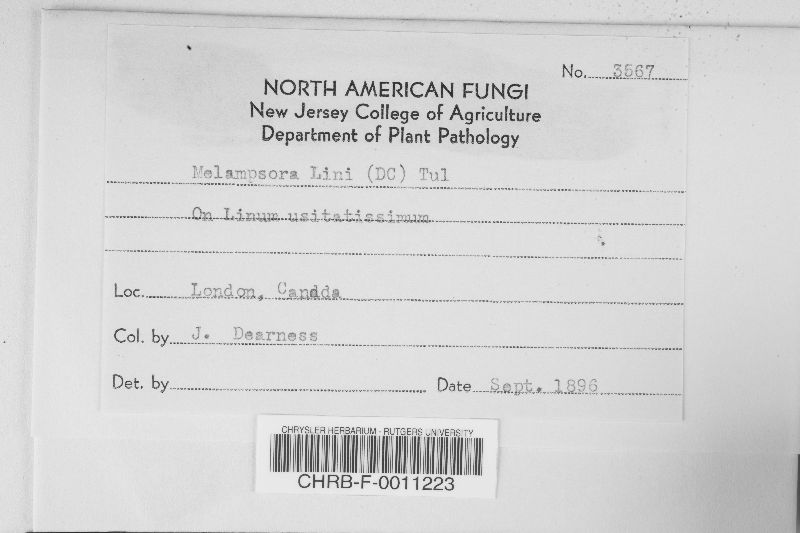 No. 3567
NORTH AMERICAN FUNGI
New Jersey College of Agriculture
Department of Plant Pathology
Melampsora Lini (DC) Tul
On Linum usitatissimum
Loc. London, Canada
Col. by J. Dearness
Det. by Date Sept. 1896
CHRYSLER HERBARIUM - RUTGERS UNIVERSITY
CHRB-F-0011223